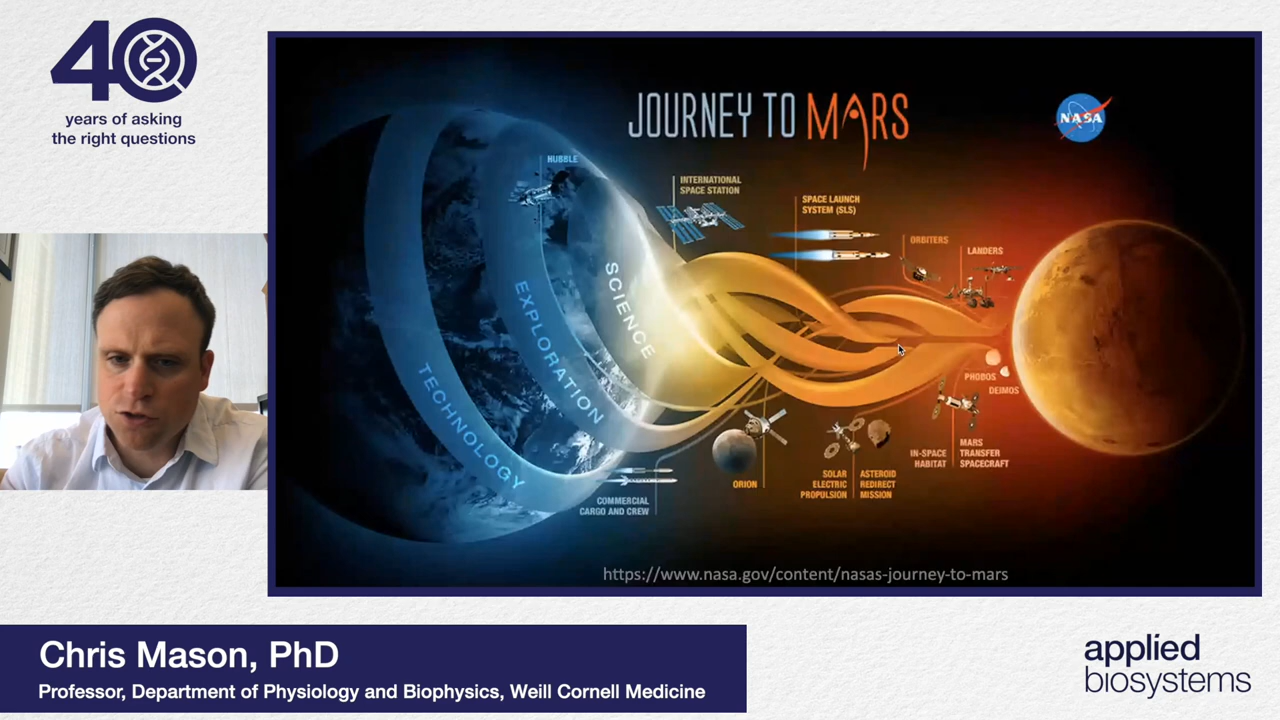 40
years of asking
the right questions
JOURNEY TO MARS
NASA
HUBBLE
INTERNATIONAL
SPACE STATION
SPACE LAUNCH
SYSTEM (SLS)
ORBITERS
LANDERS
SCIENCE
EXPLORATION
TECHNOLOGY
PHOBOS
DEIMOS
COMMERCIAL
CARGO AND CREW
ORION
SOLAR
ELECTRIC
PROPULSION
ASTEROID
REDIRECT
MISSION
IN-SPACE
HABITAT
MARS
TRANSFER
SPACECRAFT
https://www.nasa.gov/content/nasas-journey-to-mars
Chris Mason, PhD
Professor, Department of Physiology and Biophysics, Weill Cornell Medicine
applied
biosystems